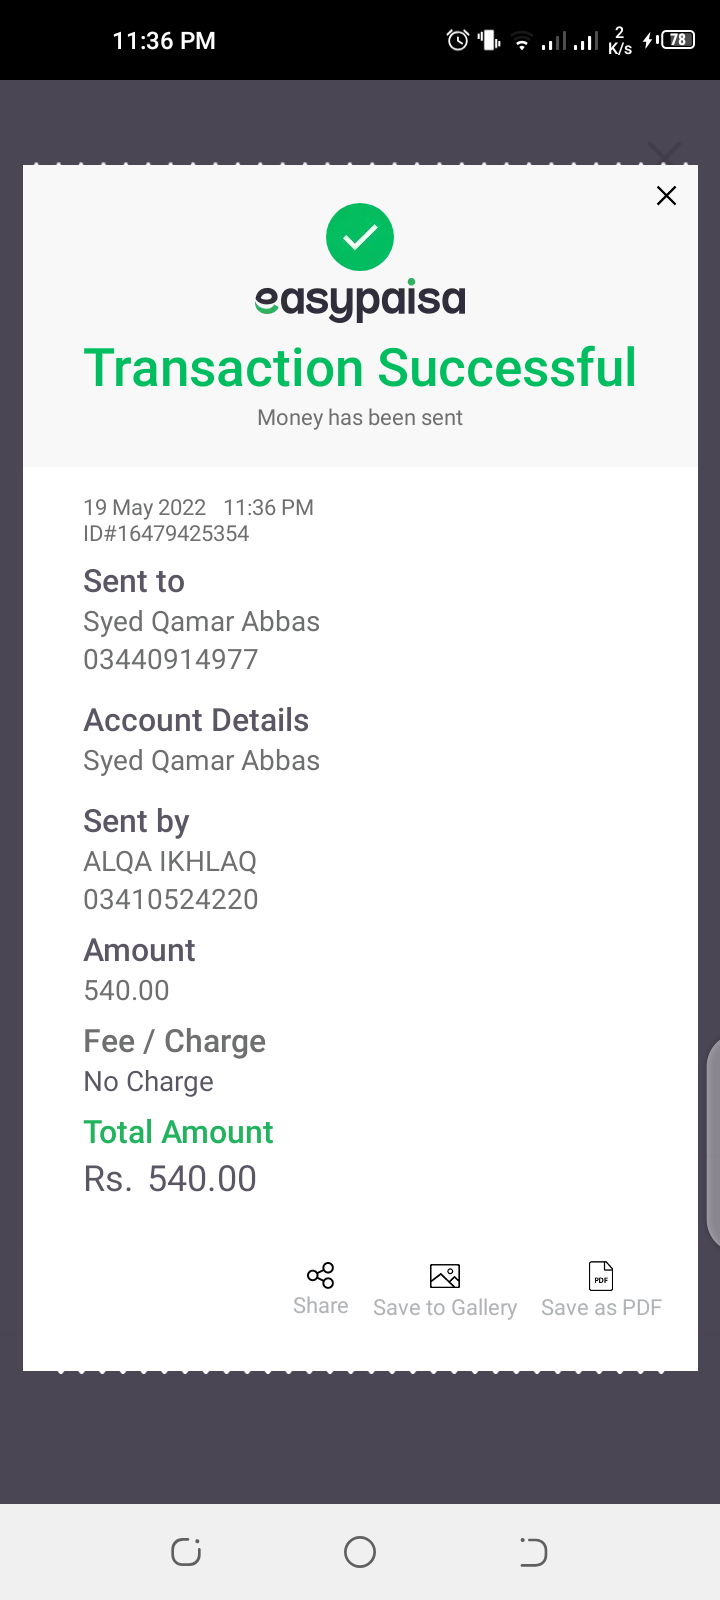 11:36 PM
2
K/s
78
easypaisa
Transaction Successful
Money has been sent
19 May 2022 11:36 PM
ID#16479425354
Sent to
Syed Qamar Abbas
03440914977
Account Details
Syed Qamar Abbas
Sent by
ALQA IKHLAQ
03410524220
Amount
540.00
Fee / Charge
No Charge
Total Amount
Rs. 540.00
PDF
Share
Save to Gallery
Save as PDF